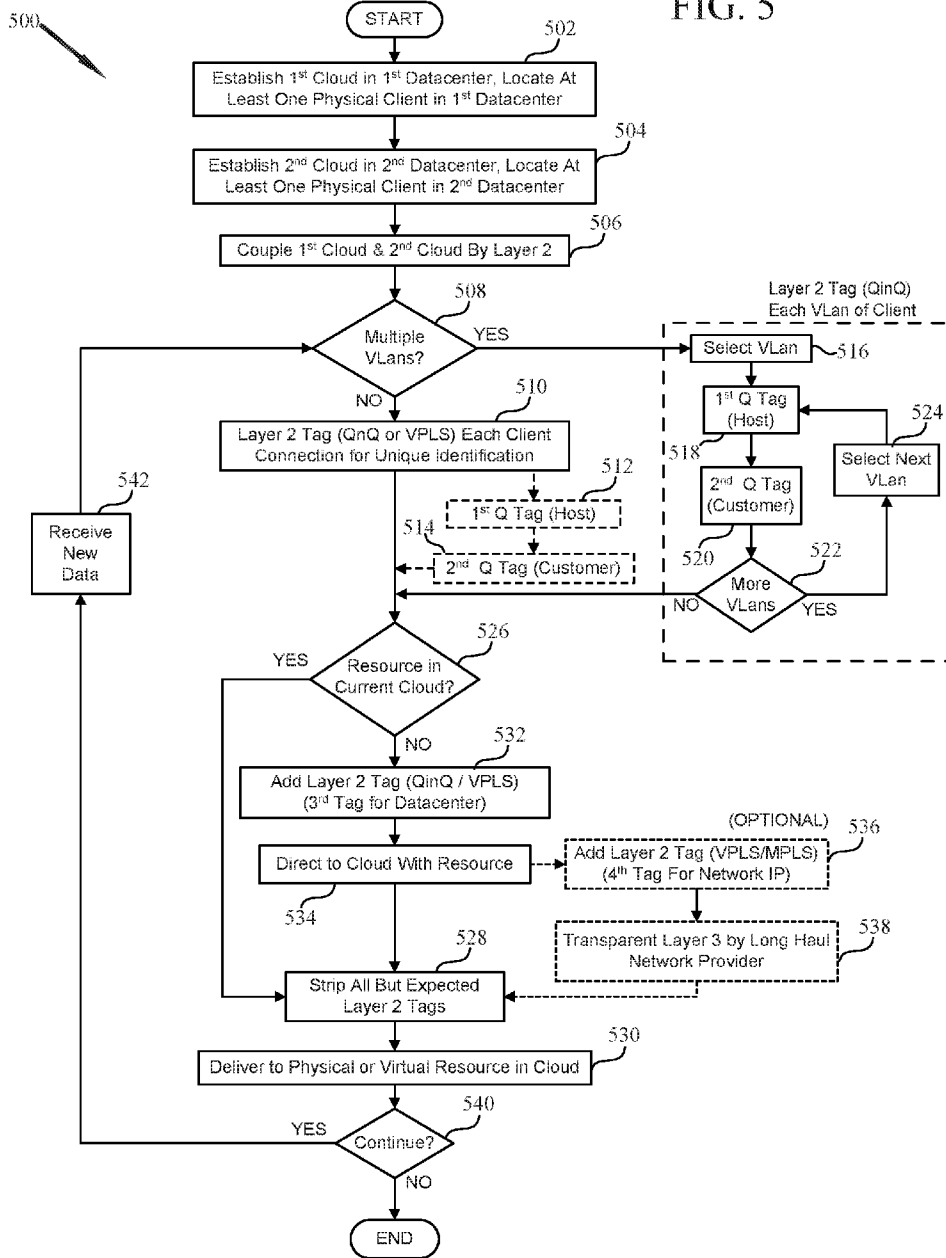 FIG. 5
500
START
502
Establish 1st Cloud in 1st Datacenter, Locate At
Least One Physical Client in 1st Datacenter
504
Establish 2nd Cloud in 2nd Datacenter, Locate At
Least One Physical Client in 2nd Datacenter
506
Couple 1st Cloud & 2nd Cloud By Layer 2
508
Multiple
VLans?
YES
NO
Layer 2 Tag (QinQ)
Each VLan of Client
Select VLan
516
1st Q Tag
(Host)
518
524
Select Next
VLan
2nd Q Tag
(Customer)
520
522
More
VLans
NO
YES
510
Layer 2 Tag (QnQ or VPLS) Each Client
Connection for Unique Identification
512
1st Q Tag (Host)
514
2nd Q Tag (Customer)
542
Receive
New
Data
526
YES
Resource in
Current Cloud?
NO
532
Add Layer 2 Tag (QinQ / VPLS)
(3rd Tag for Datacenter)
Direct to Cloud With Resource
534
(OPTIONAL)
536
Add Layer 2 Tag (VPLS/MPLS)
(4th Tag For Network IP)
538
Transparent Layer 3 by Long Haul
Network Provider
528
Strip All But Expected
Layer 2 Tags
530
Deliver to Physical or Virtual Resource in Cloud
540
YES
Continue?
NO
END